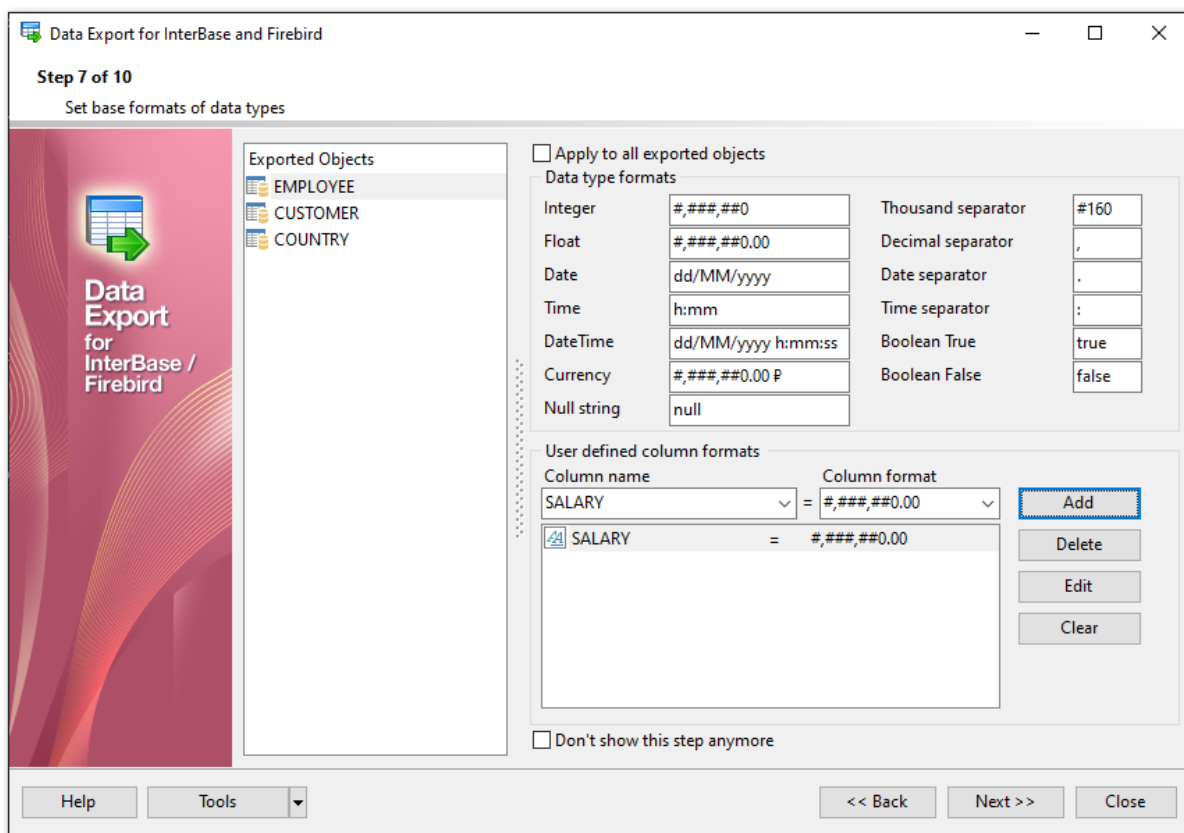 Data Export for InterBase and Firebird
Step 7 of 10
Set base formats of data types
Data
Export
for
InterBase /
Firebird
Exported Objects
EMPLOYEE
CUSTOMER
COUNTRY
Apply to all exported objects
Data type formats
Integer #,###,##0 Thousand separator #160
Float #,###,##0.00 Decimal separator ,
Date dd/MM/yyyy Date separator .
Time h:mm Time separator :
DateTime dd/MM/yyyy h:mm:ss Boolean True true
Currency #,###,##0.00 ₽ Boolean False false
Null string null
User defined column formats
Column name Column format
SALARY = #,###,##0.00 Add
SALARY = #,###,##0.00
Delete
Edit
Clear
Don't show this step anymore
Help Tools << Back Next >> Close